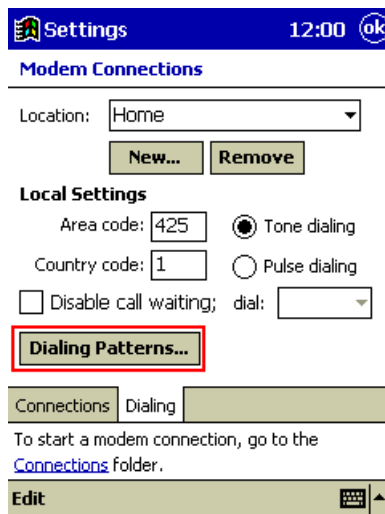 Settings 12:00 ok
Modem Connections
Location: Home
New... Remove
Local Settings
Area code: 425 Tone dialing
Country code: 1 Pulse dialing
Disable call waiting; dial:
Dialing Patterns...
Connections Dialing
To start a modem connection, go to the
Connections folder.
Edit